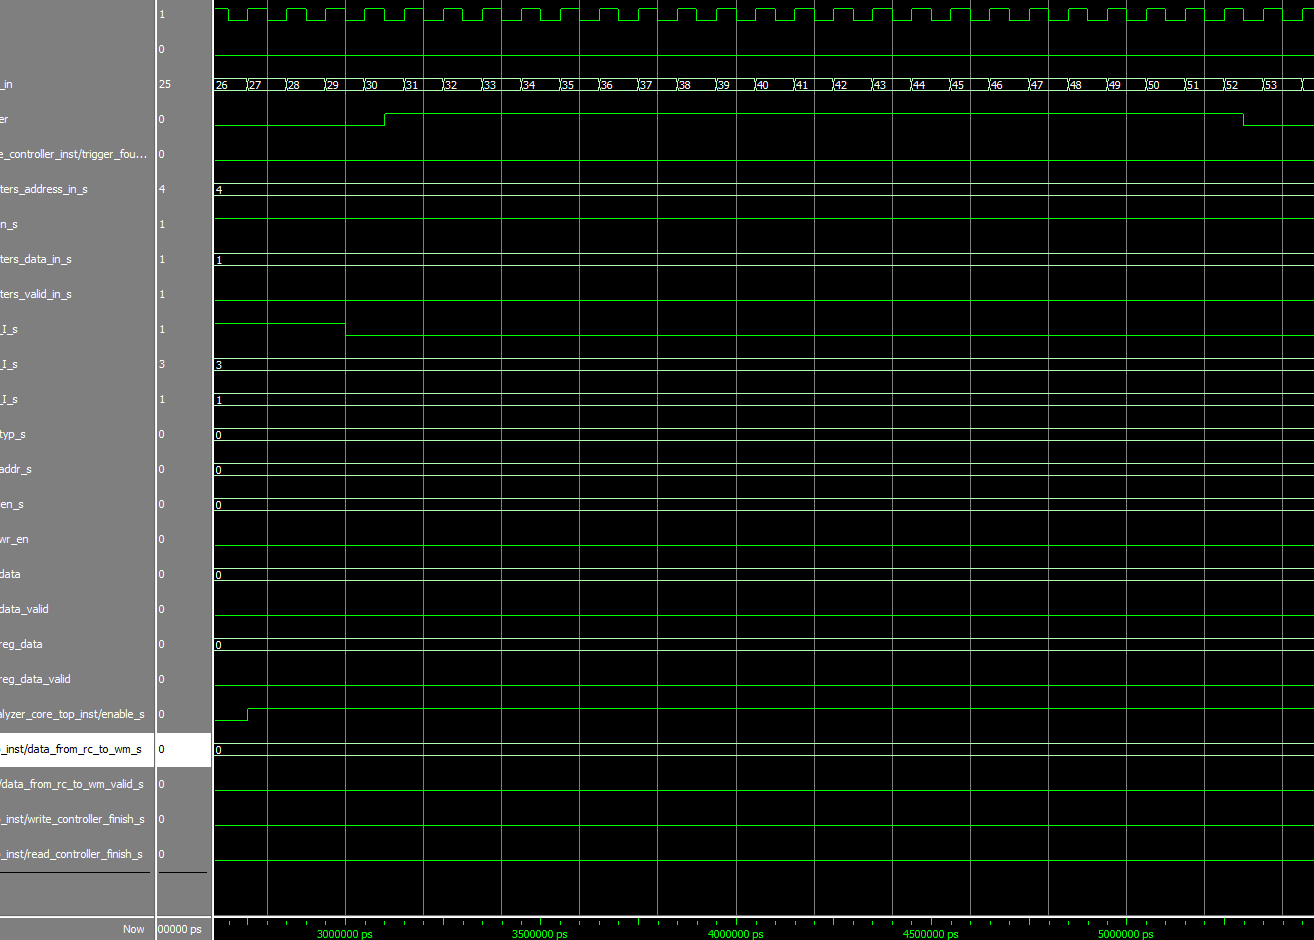 1
0
_in 25 26 27 28 29 30 31 32 33 34 35 36 37 38 39 40 41 42 43 44 45 46 47 48 49 50 51 52 53
er 0
e_controller_inst/trigger_fou... 0
ters_address_in_s 4 4
n_s 1
ters_data_in_s 1 1
ters_valid_in_s 1
_I_s 1
_I_s 3 3
_I_s 1 1
typ_s 0 0
addr_s 0 0
en_s 0 0
wr_en 0
data 0 0
data_valid 0
reg_data 0 0
reg_data_valid 0
alyzer_core_top_inst/enable_s 0
_inst/data_from_rc_to_wm_s 0 0
/data_from_rc_to_wm_valid_s 0
_inst/write_controller_finish_s 0
_inst/read_controller_finish_s 0
Now 00000 ps 3000000 ps 3500000 ps 4000000 ps 4500000 ps 5000000 ps